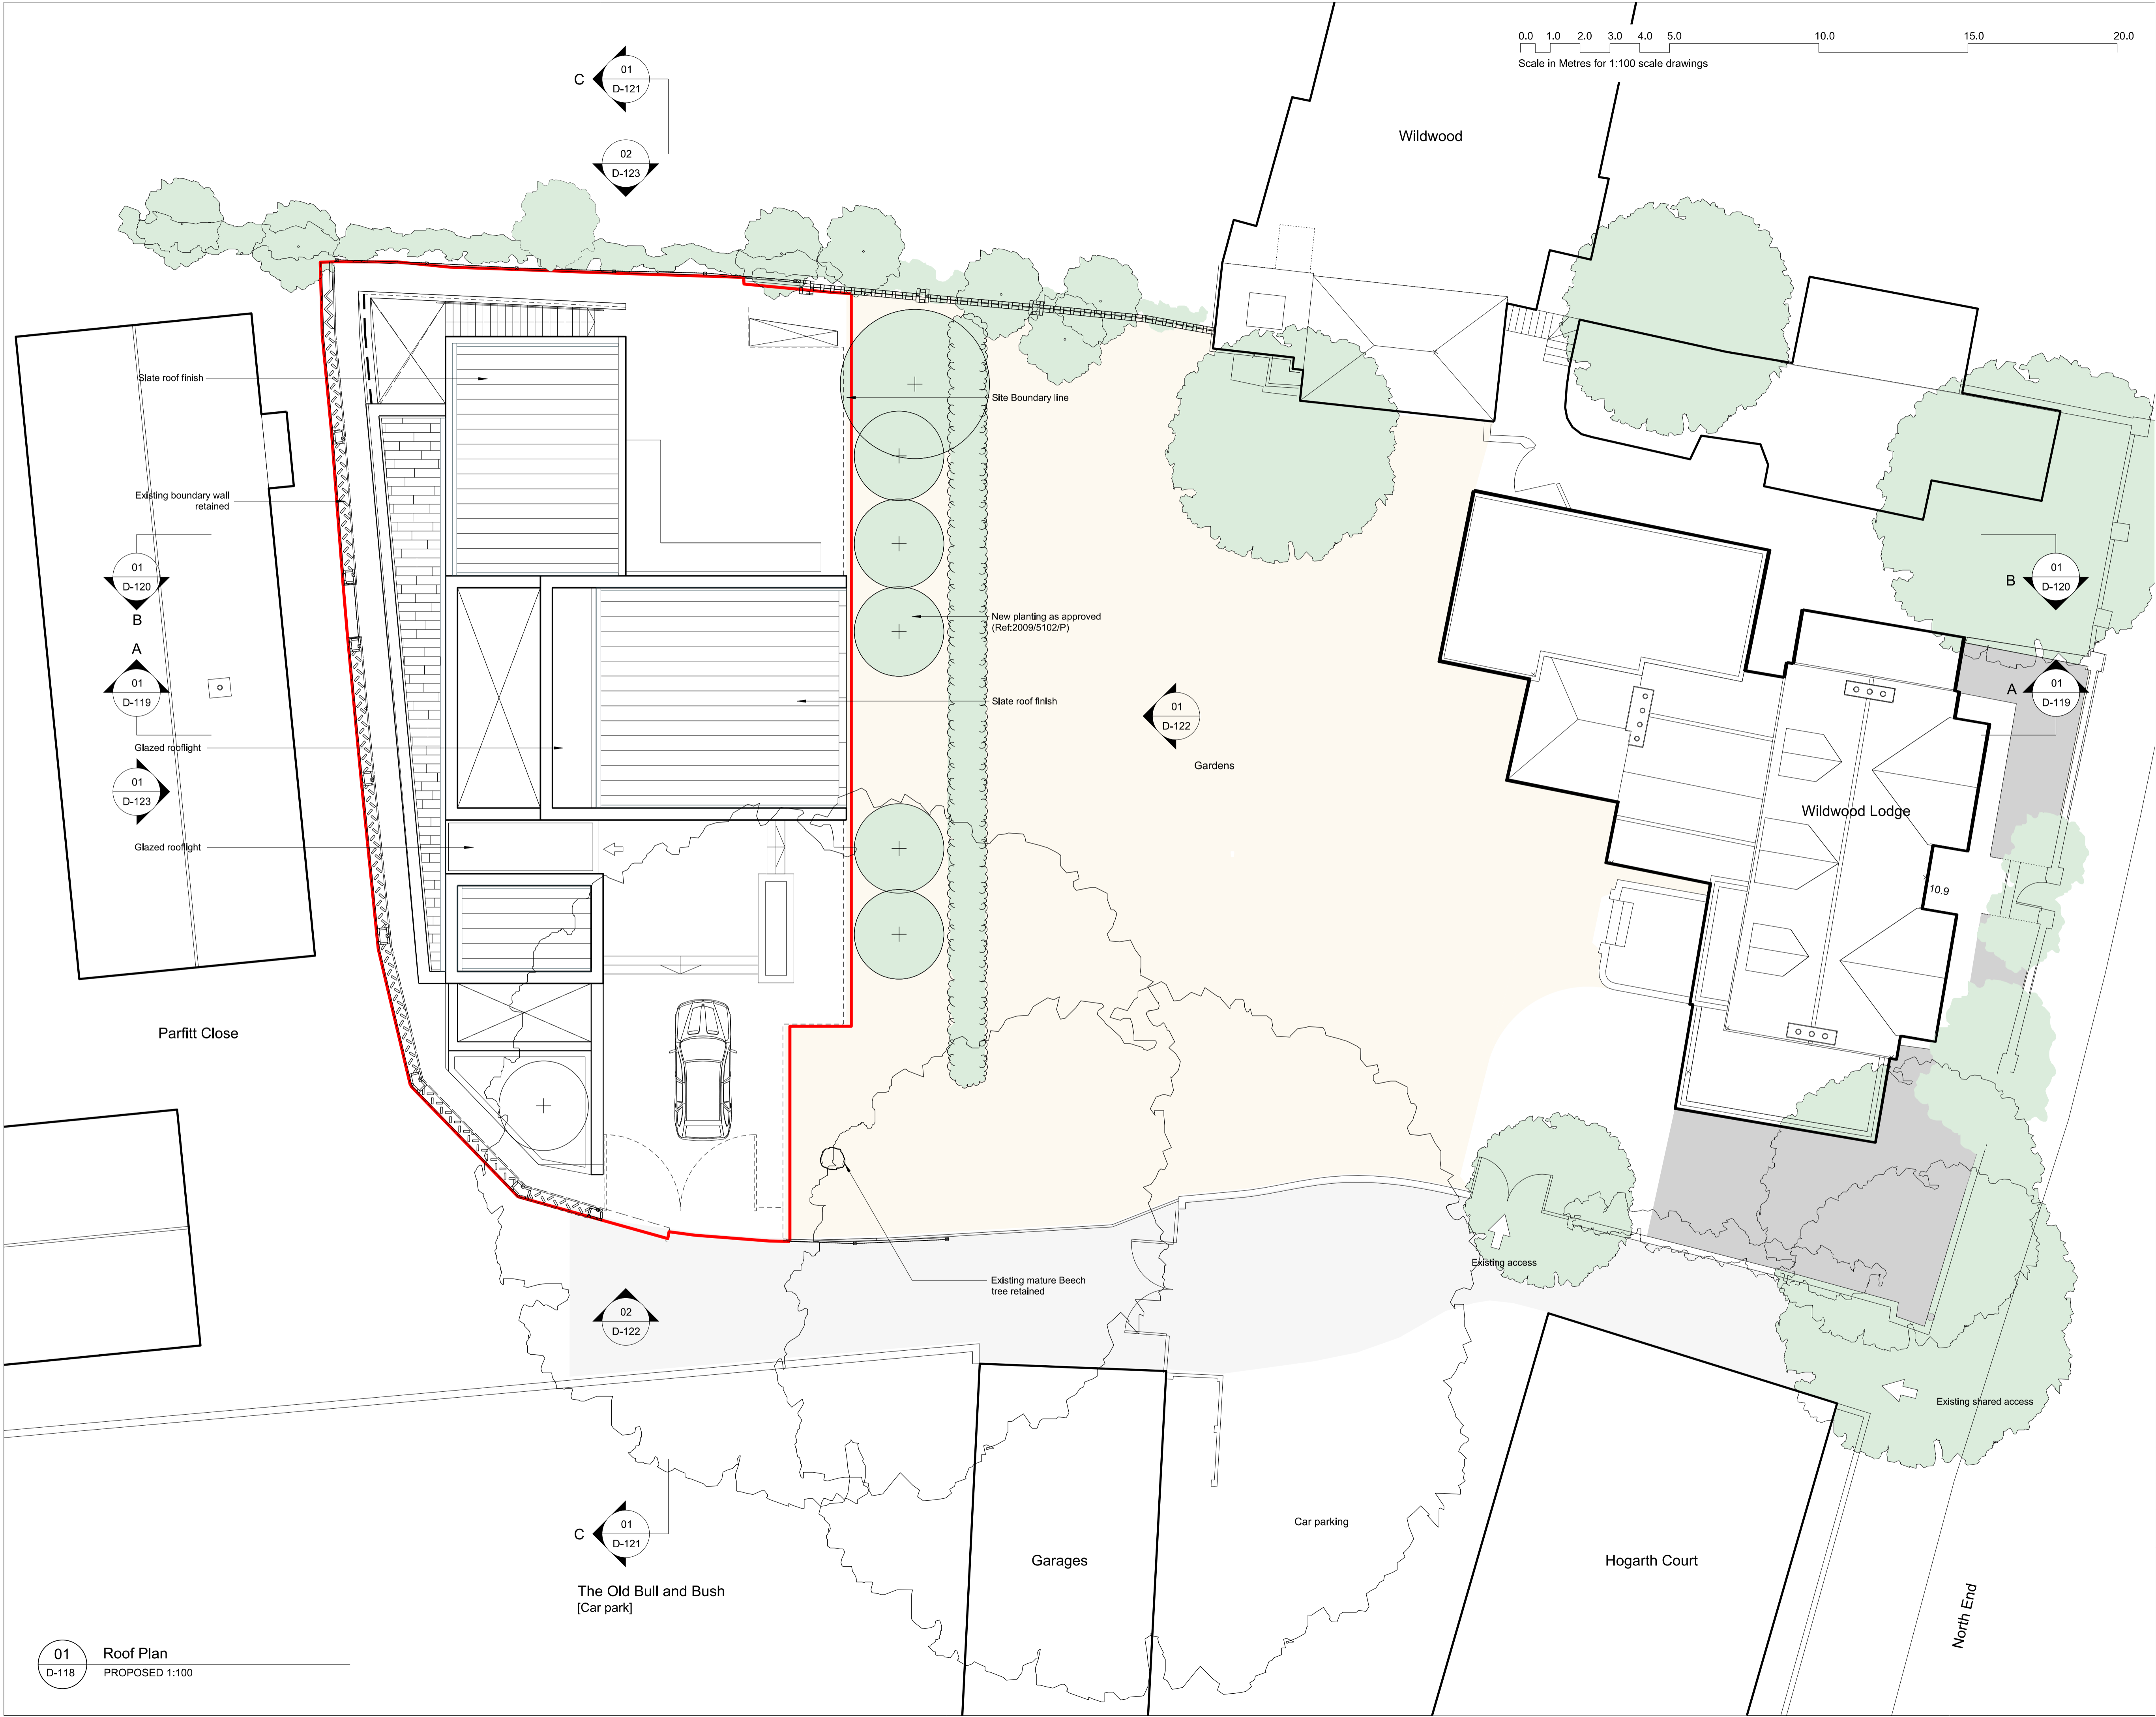 0.0 1.0 2.0 3.0 4.0 5.0 10.0 15.0 20.0
Scale in Metres for 1:100 scale drawings
C
01
D-121
02
D-123
Wildwood
Slate roof finish
Site Boundary line
Existing boundary wall
retained
01
D-120
B
A
01
D-119
Glazed rooflight
01
D-123
Glazed rooflight
New planting as approved
(Ref:2009/5102/P)
Slate roof finish
01
D-122
Gardens
B
01
D-120
A
01
D-119
Wildwood Lodge
10.9
Parfitt Close
Existing access
Existing mature Beech
tree retained
02
D-122
Existing shared access
C
01
D-121
The Old Bull and Bush
[Car park]
Garages
Car parking
Hogarth Court
North End
01
D-118
Roof Plan
PROPOSED 1:100